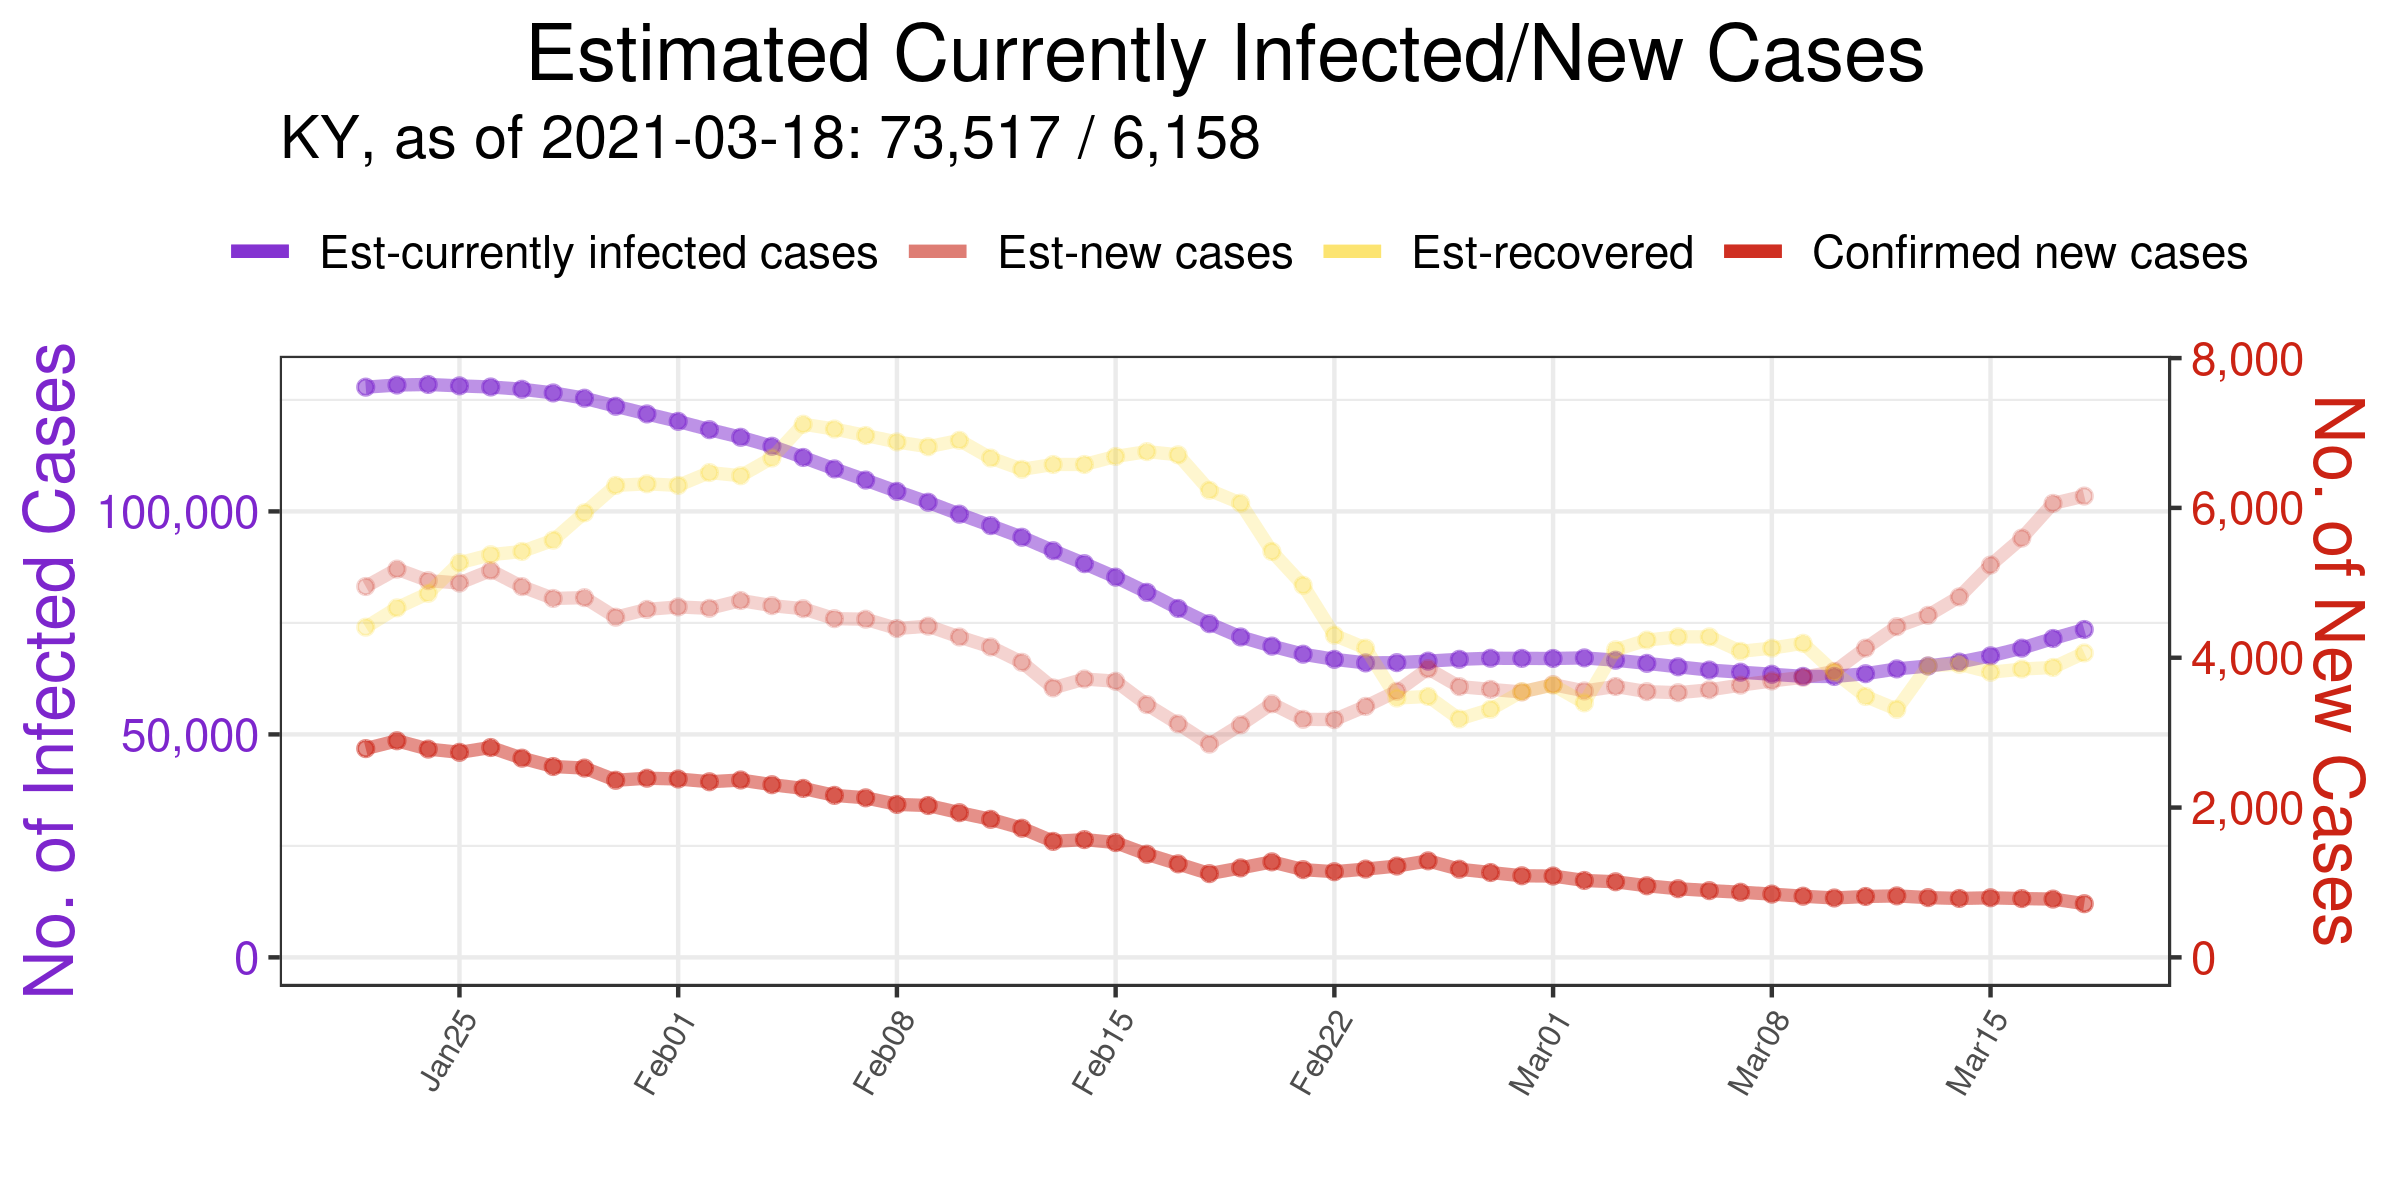 Estimated Currently Infected/New Cases
KY, as of 2021-03-18: 73,517 / 6,158
Est-currently infected cases Est-new cases Est-recovered Confirmed new cases
No. of Infected Cases
100,000
50,000
0
8,000
6,000
4,000
2,000
0
No. of New Cases
Jan25 Feb01 Feb08 Feb15 Feb22 Mar01 Mar08 Mar15